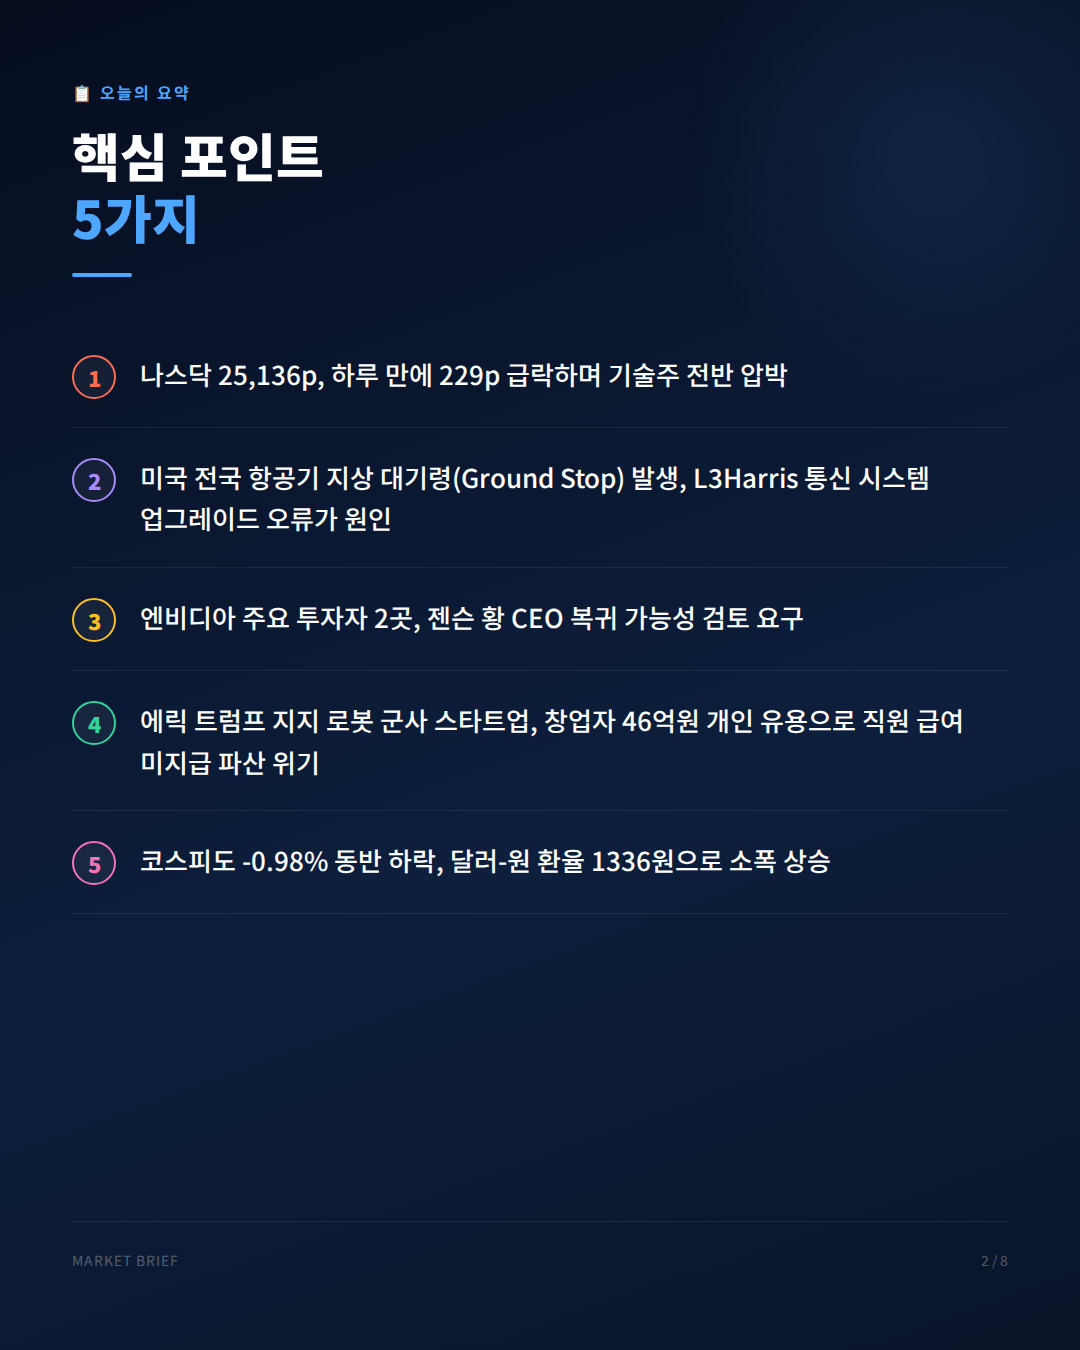 📋 오늘의 요약
핵심 포인트
5가지
1 나스닥 25,136p, 하루 만에 229p 급락하며 기술주 전반 압박
2 미국 전국 항공기 지상 대기령(Ground Stop) 발생, L3Harris 통신 시스템
업그레이드 오류가 원인
3 엔비디아 주요 투자자 2곳, 젠슨 황 CEO 복귀 가능성 검토 요구
4 에릭 트럼프 지지 로봇 군사 스타트업, 창업자 46억원 개인 유용으로 직원 급여
미지급 파산 위기
5 코스피도 -0.98% 동반 하락, 달러-원 환율 1336원으로 소폭 상승
MARKET BRIEF
2 / 8